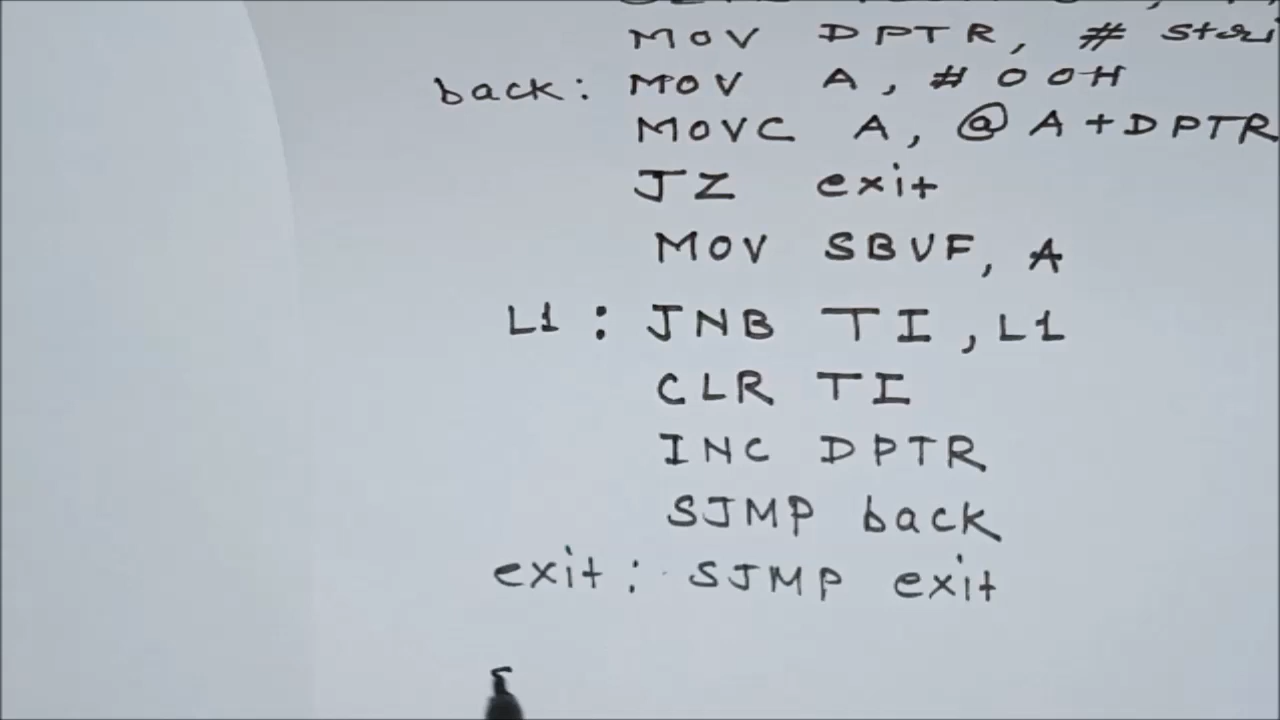 MOV DPTR, #
back: MOV A, #00H
MOVC A, @A+DPTR
JZ exit
MOV SBUF, A
L1: JNB TI, L1
CLR TI
INC DPTR
SJMP back
exit: SJMP exit